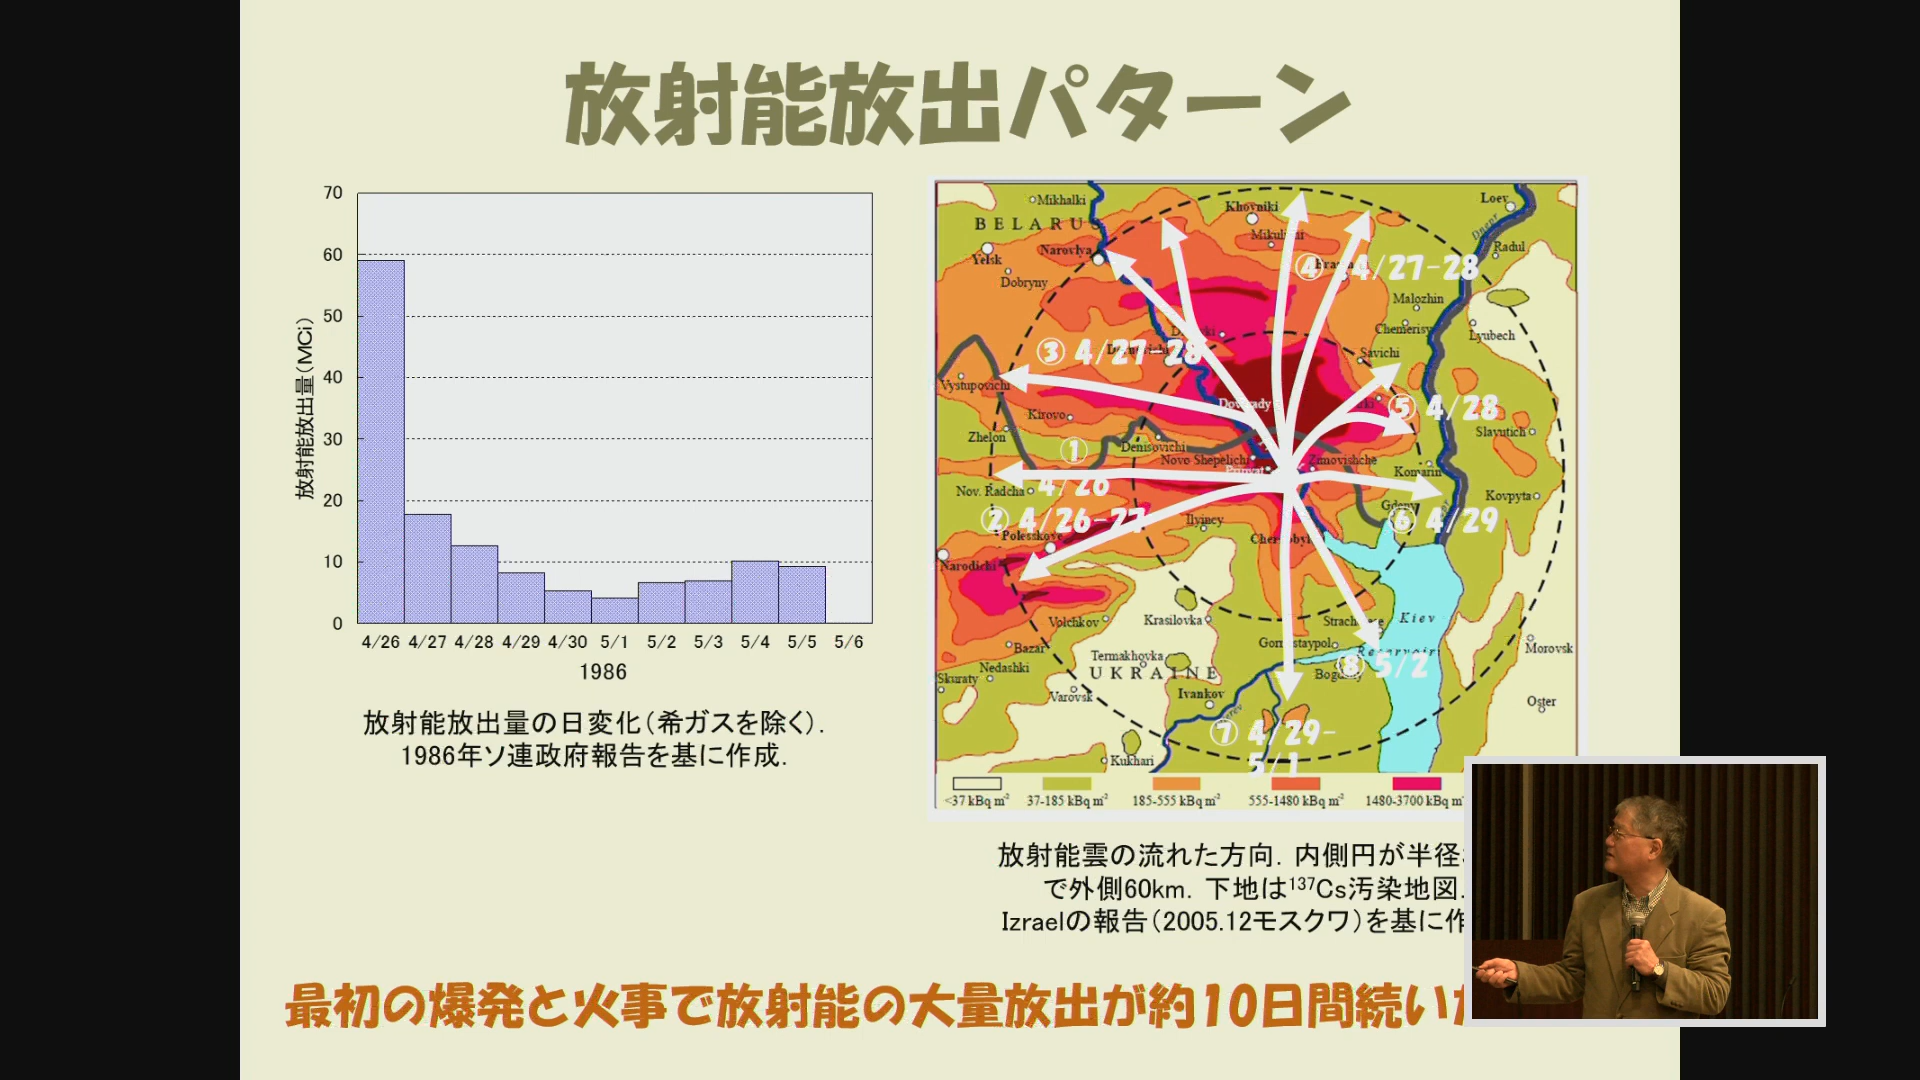 放射能放出パターン
70
60
50
40
30
20
10
0
放射能放出量(MCi)
4/26 4/27 4/28 4/29 4/30 5/1 5/2 5/3 5/4 5/5 5/6
1986
放射能放出量の日変化(希ガスを除く).
1986年ソ連政府報告を基に作成.
Mikhalki
Khoyniki
Loev
BELARUS
Dnepr
Mikulichi
Narovlya
Radul
Yelsk
④ 4/27-28
Dobryny
Malozhin
Chemerisy
Lyubech
③ 4/27-28
Savichi
Vystupovichi
Dovlyady
⑤ 4/28
Kirovo
Slavutich
Zhelon
Denisovichi
①
Novo Shepelichi
Zimovishche
Komarin
4/26
Nov. Radcha
Kovpyta
② 4/26-27
Ilyincy
⑥ 4/29
Polesskoye
Chernobyl
Narodichi
Kiev
Volchkov
Krasilovka
Gornostaypol
Reservoir
Bazar
Morovsk
Termakhovka
Nedashki
UKRAINE
⑧ 5/2
Skuraty
Varovsk
Ivankov
Oster
⑦ 4/29-
5/1
Kukhari
<37 kBq m⁻² 37-185 kBq m⁻² 185-555 kBq m⁻² 555-1480 kBq m⁻² 1480-3700 kBq m
放射能雲の流れた方向. 内側円が半径
で外側60km. 下地は¹³⁷Cs汚染地図.
Izraelの報告(2005.12モスクワ)を基に作
最初の爆発と火事で放射能の大量放出が約10日間続い